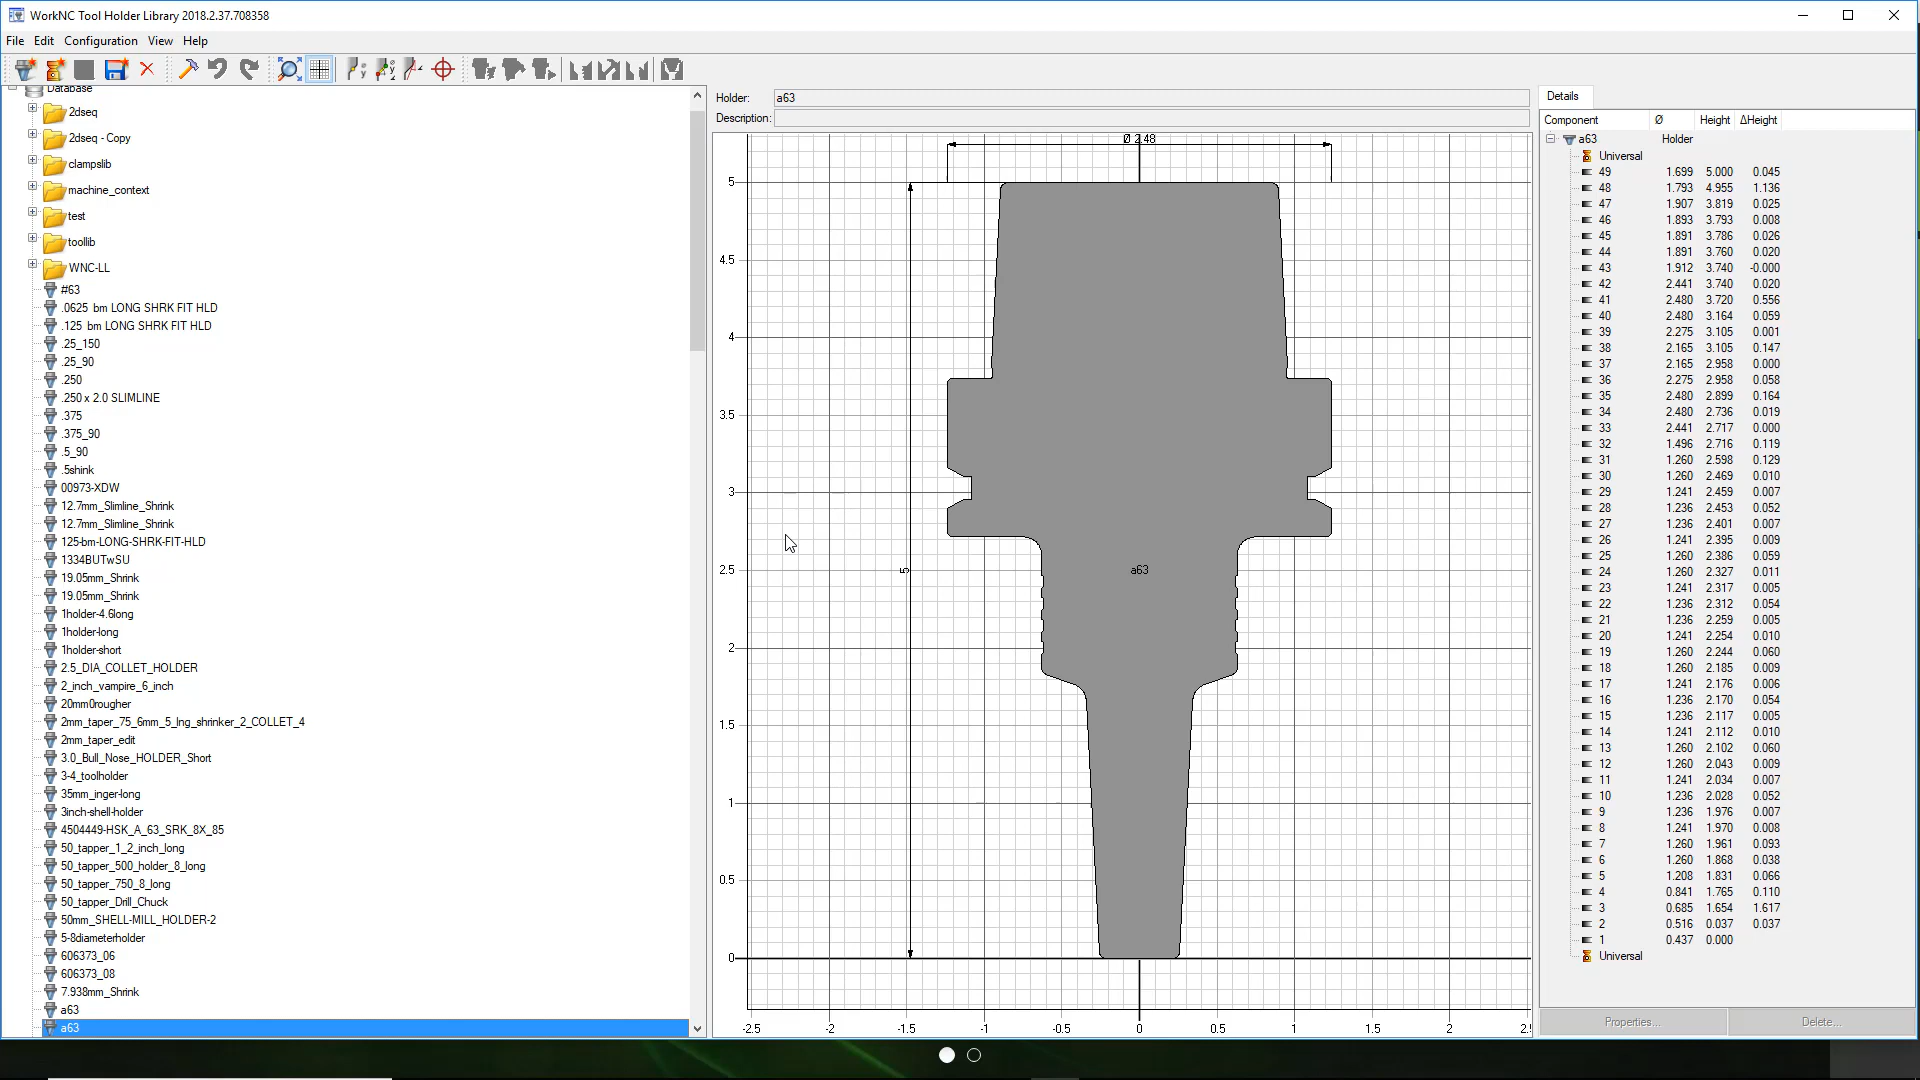 WorkNC Tool Holder Library 2018.2.37.708358
File Edit Configuration View Help
Database
2dseq
2dseq - Copy
clampslib
machine_context
test
toollib
WNC-LL
#63
.0625 bm LONG SHRK FIT HLD
.125 bm LONG SHRK FIT HLD
.25_150
.25_90
.250
.250 x 2.0 SLIMLINE
.375
.375_90
.5_90
.5shink
00973-XDW
12.7mm_Slimline_Shrink
12.7mm_Slimline_Shrink
125-bm-LONG-SHRK-FIT-HLD
1334BUTwSU
19.05mm_Shrink
19.05mm_Shrink
1holder-4.6long
1holder-long
1holder-short
2.5_DIA_COLLET_HOLDER
2_inch_vampire_6_inch
20mm0rougher
2mm_taper_75_6mm_5_lng_shrinker_2_COLLET_4
2mm_taper_edit
3.0_Bull_Nose_HOLDER_Short
3-4_toolholder
35mm_inger-long
3inch-shell-holder
4504449-HSK_A_63_SRK_8X_85
50_tapper_1_2_inch_long
50_tapper_500_holder_8_long
50_tapper_750_8_long
50_tapper_Drill_Chuck
50mm_SHELL-MILL_HOLDER-2
5-8diameterholder
606373_06
606373_08
7.938mm_Shrink
a63
a63
Holder: a63
Description:
Ø 2.48
5
4.5
4
3.5
3
2.5
2
1.5
1
0.5
0
5
a63
-2.5 -2 -1.5 -1 -0.5 0 0.5 1 1.5 2 2.5
Details
Component Ø Height ΔHeight
a63 Holder
Universal
49 1.699 5.000 0.045
48 1.793 4.955 1.136
47 1.907 3.819 0.025
46 1.893 3.793 0.008
45 1.891 3.786 0.026
44 1.891 3.760 0.020
43 1.912 3.740 -0.000
42 2.441 3.740 0.020
41 2.480 3.720 0.556
40 2.480 3.164 0.059
39 2.275 3.105 0.001
38 2.165 3.105 0.147
37 2.165 2.958 0.000
36 2.275 2.958 0.058
35 2.480 2.899 0.164
34 2.480 2.736 0.019
33 2.441 2.717 0.000
32 1.496 2.716 0.119
31 1.260 2.598 0.129
30 1.260 2.469 0.010
29 1.241 2.459 0.007
28 1.236 2.453 0.052
27 1.236 2.401 0.007
26 1.241 2.395 0.009
25 1.260 2.386 0.059
24 1.260 2.327 0.011
23 1.241 2.317 0.005
22 1.236 2.312 0.054
21 1.236 2.259 0.005
20 1.241 2.254 0.010
19 1.260 2.244 0.060
18 1.260 2.185 0.009
17 1.241 2.176 0.006
16 1.236 2.170 0.054
15 1.236 2.117 0.005
14 1.241 2.112 0.010
13 1.260 2.102 0.060
12 1.260 2.043 0.009
11 1.241 2.034 0.007
10 1.236 2.028 0.052
9 1.236 1.976 0.007
8 1.241 1.970 0.008
7 1.260 1.961 0.093
6 1.260 1.868 0.038
5 1.208 1.831 0.066
4 0.841 1.765 0.110
3 0.685 1.654 1.617
2 0.516 0.037 0.037
1 0.437 0.000
Universal
Properties... Delete...